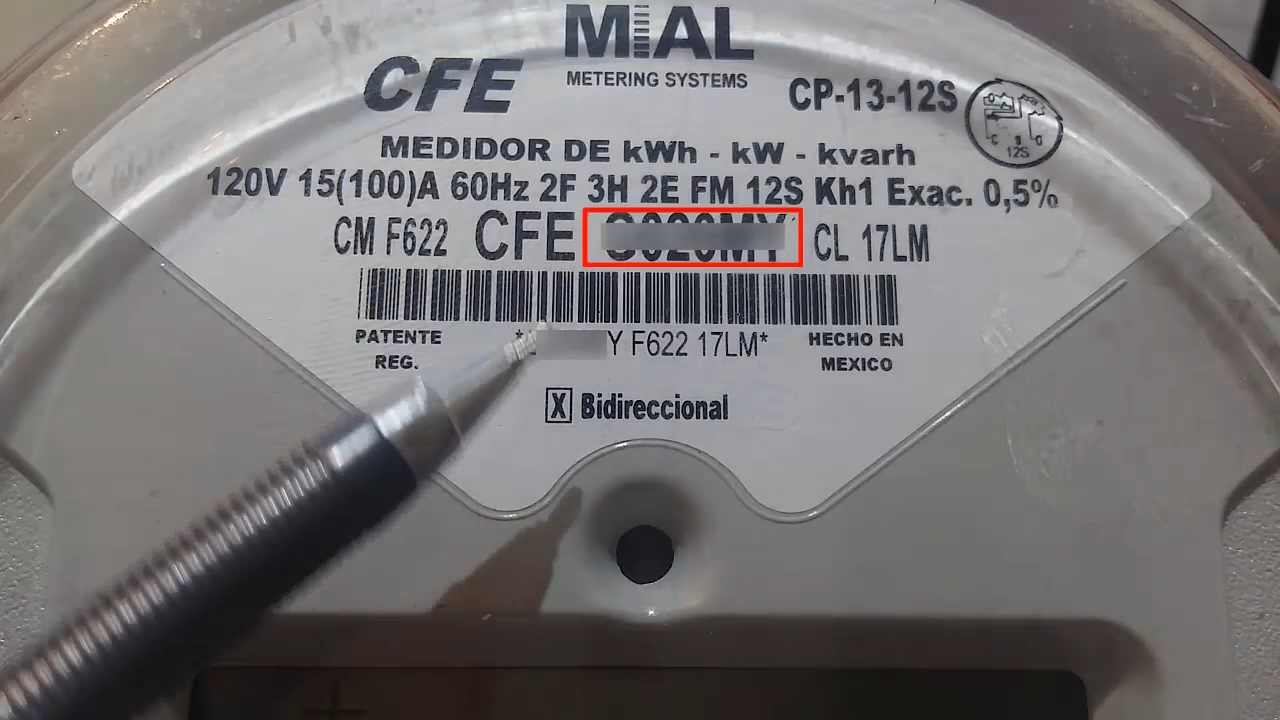 MIAL
METERING SYSTEMS
CFE
CP-13-12S
12S
MEDIDOR DE kWh - kW - kvarh
120V 15(100)A 60Hz 2F 3H 2E FM 12S Kh1 Exac. 0,5%
CM F622 CFE CL 17LM
PATENTE REG.
Y F622 17LM*
HECHO EN MEXICO
X Bidireccional